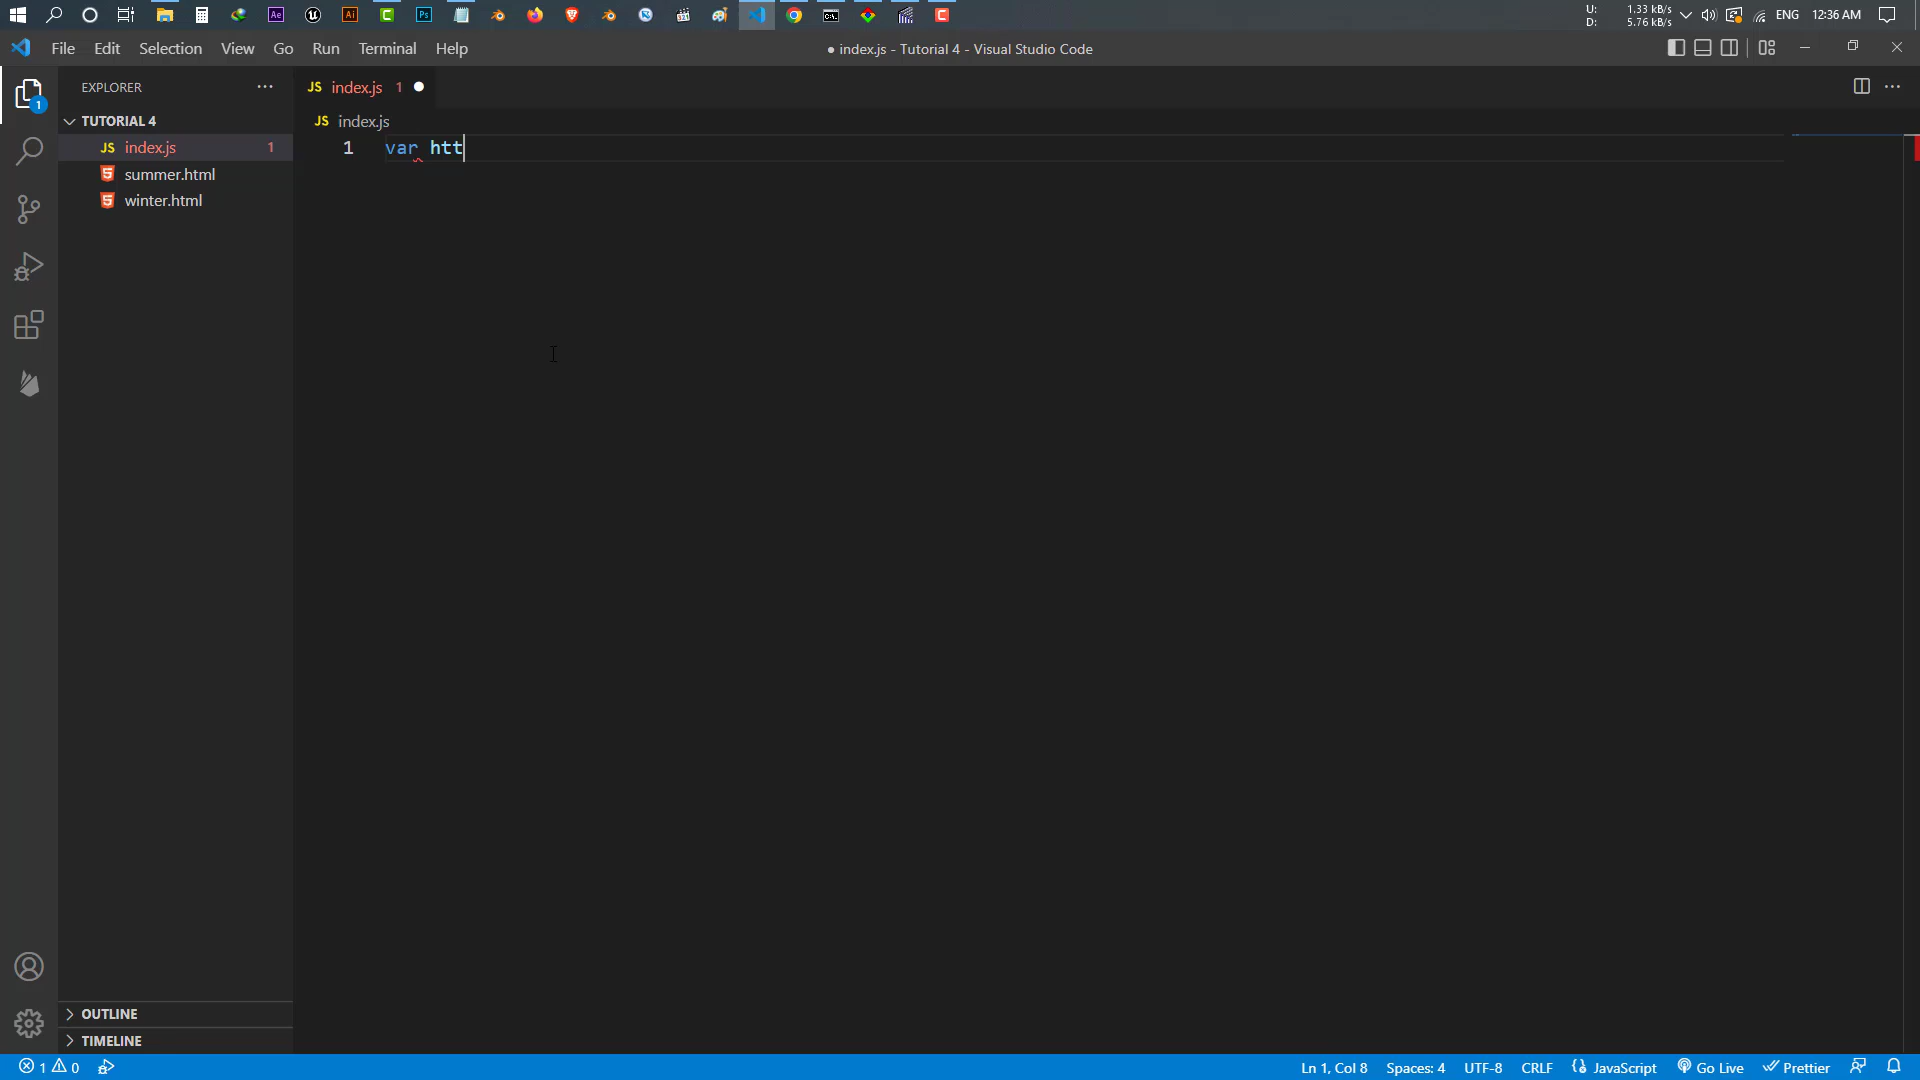 U: 1.33 kB/s
D: 5.76 kB/s
ENG 12:36 AM
File Edit Selection View Go Run Terminal Help
● index.js - Tutorial 4 - Visual Studio Code
EXPLORER ···
JS index.js 1 ●
TUTORIAL 4
JS index.js
JS index.js 1
1 var htt
summer.html
winter.html
1
OUTLINE
TIMELINE
1 0
Ln 1, Col 8 Spaces: 4 UTF-8 CRLF JavaScript Go Live Prettier